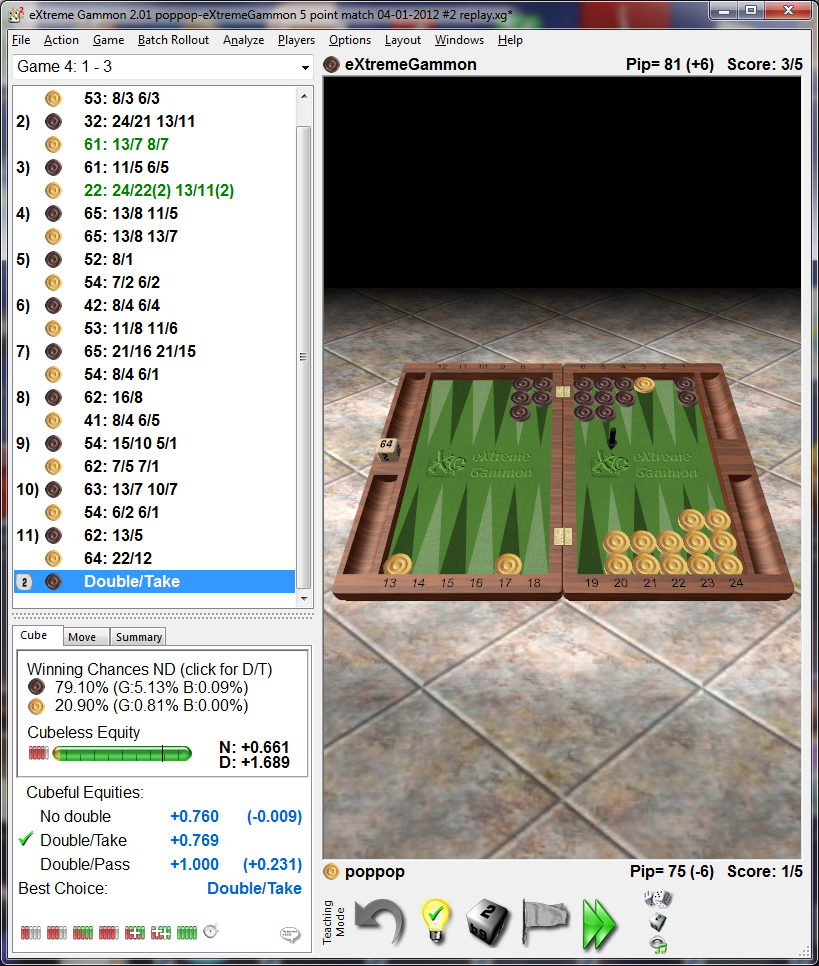 eXtreme Gammon 2.01 poppop-eXtremeGammon 5 point match 04-01-2012 #2 replay.xg*
File Action Game Batch Rollout Analyze Players Options Layout Windows Help
Game 4: 1 - 3
53: 8/3 6/3
2) 32: 24/21 13/11
61: 13/7 8/7
3) 61: 11/5 6/5
22: 24/22(2) 13/11(2)
4) 65: 13/8 11/5
65: 13/8 13/7
5) 52: 8/1
54: 7/2 6/2
6) 42: 8/4 6/4
53: 11/8 11/6
7) 65: 21/16 21/15
54: 8/4 6/1
8) 62: 16/8
41: 8/4 6/5
9) 54: 15/10 5/1
62: 7/5 7/1
10) 63: 13/7 10/7
54: 6/2 6/1
11) 62: 13/5
64: 22/12
2 Double/Take
Cube Move Summary
Winning Chances ND (click for D/T)
79.10% (G:5.13% B:0.09%)
20.90% (G:0.81% B:0.00%)
Cubeless Equity
N: +0.661
D: +1.689
Cubeful Equities:
No double +0.760 (-0.009)
Double/Take +0.769
Double/Pass +1.000 (+0.231)
Best Choice: Double/Take
eXtremeGammon Pip= 81 (+6) Score: 3/5
12 11 10 9 8 7 6 5 4 3 2 1
64
2
XG eXtreme Gammon XG eXtreme Gammon
13 14 15 16 17 18 19 20 21 22 23 24
poppop Pip= 75 (-6) Score: 1/5
Teaching Mode
2
64